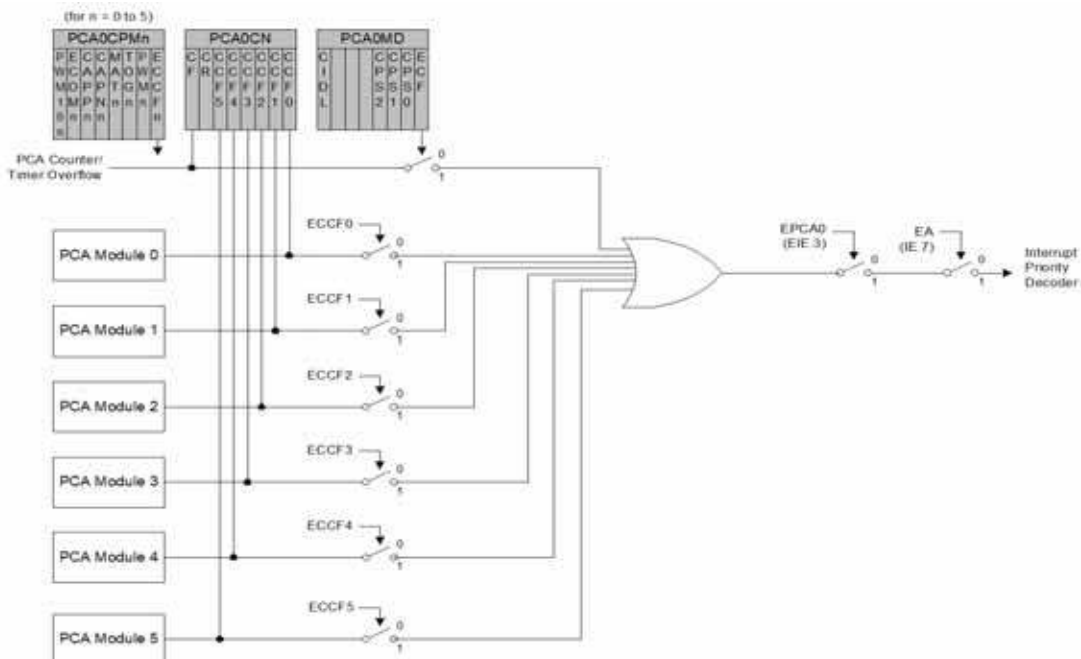 (for n = 0 to 5)
PCA0CPMn
PCA0CN
PCA0MD
P W M 1 6 n
E C O M n
C A P P n
C A P N n
M A T n
T O G n
P W M n
E C C F n
C F
C R
C C F 5
C C F 4
C C F 3
C C F 2
C C F 1
C C F 0
C I D L
C P S 2
C P S 1
C P S 0
E C F
PCA Counter/
Timer Overflow
0
1
PCA Module 0
ECCF0
0
1
EPCA0
(EIE 3)
0
1
EA
(IE 7)
0
1
Interrupt
Priority
Decoder
PCA Module 1
ECCF1
0
1
PCA Module 2
ECCF2
0
1
PCA Module 3
ECCF3
0
1
PCA Module 4
ECCF4
0
1
PCA Module 5
ECCF5
0
1